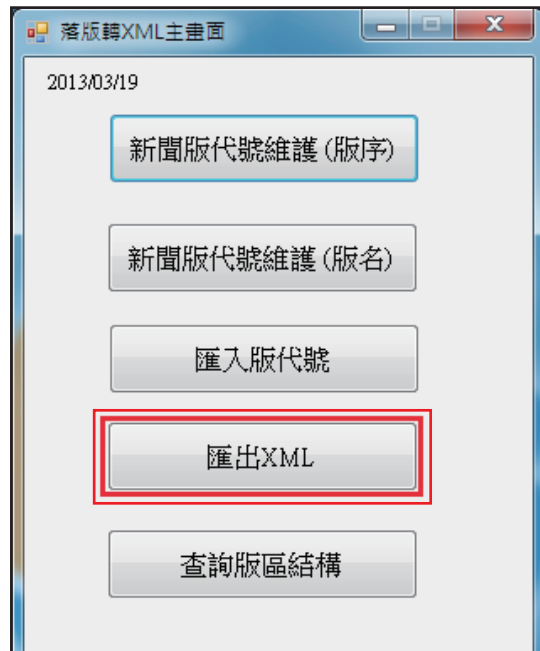 落版轉XML主畫面
2013/03/19
新聞版代號維護(版序)
新聞版代號維護(版名)
匯入版代號
匯出XML
查詢版區結構